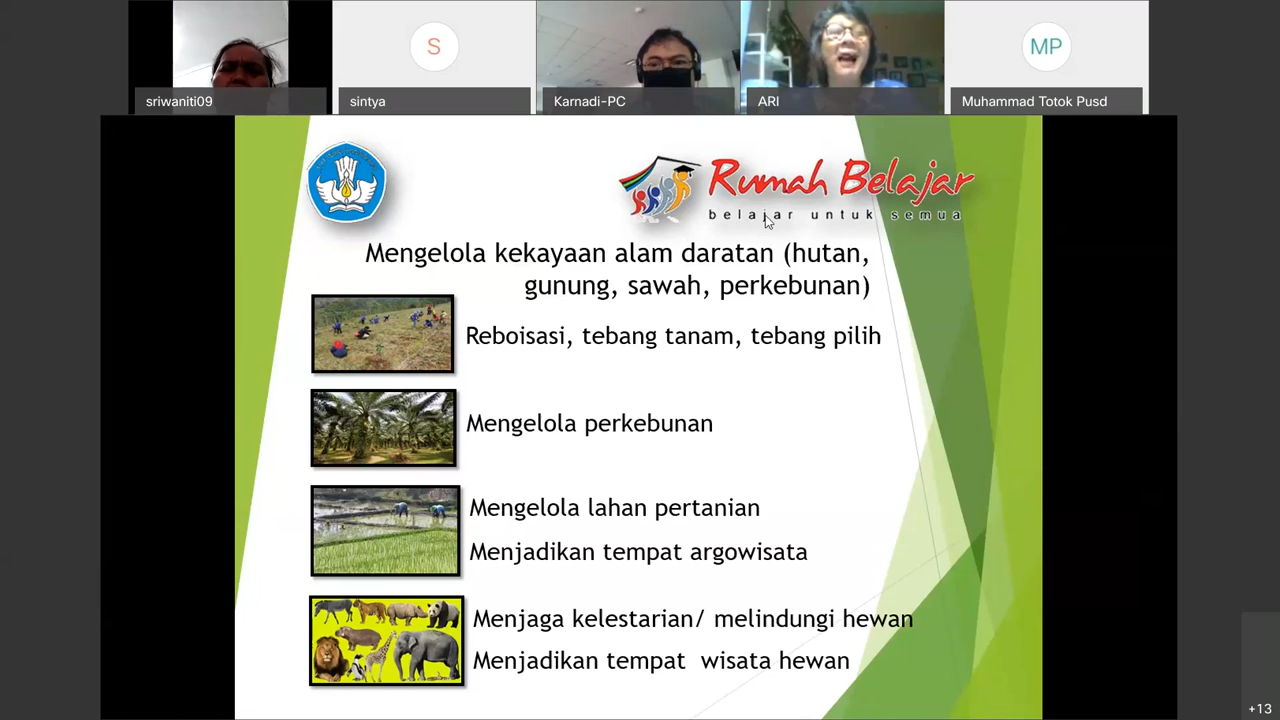 S
MP
sriwaniti09
sintya
Karnadi-PC
ARI
Muhammad Totok Pusd
Rumah Belajar
belajar untuk semua
Mengelola kekayaan alam daratan (hutan,
gunung, sawah, perkebunan)
Reboisasi, tebang tanam, tebang pilih
Mengelola perkebunan
Mengelola lahan pertanian
Menjadikan tempat argowisata
Menjaga kelestarian/ melindungi hewan
Menjadikan tempat wisata hewan
+13